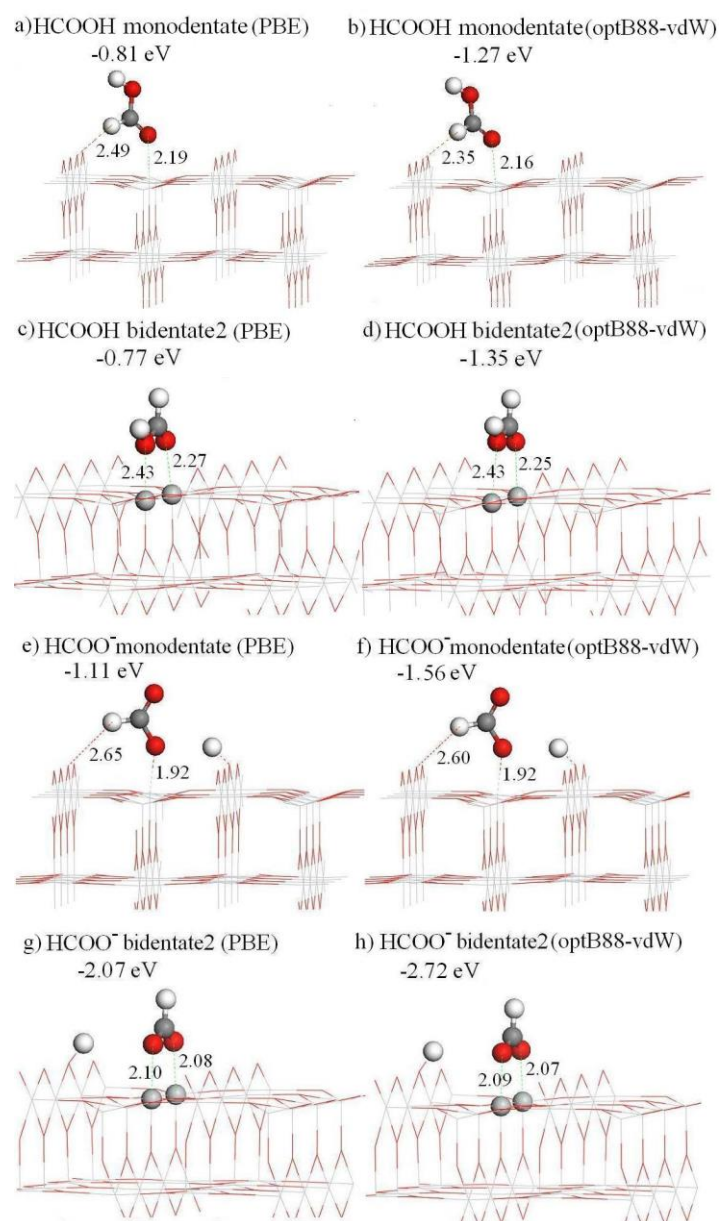 a)HCOOH monodentate (PBE)
-0.81 eV
b) HCOOH monodentate (optB88-vdW)
-1.27 eV
2.49
2.19
2.35
2.16
c)HCOOH bidentate2 (PBE)
-0.77 eV
d) HCOOH bidentate2 (optB88-vdW)
-1.35 eV
2.43
2.27
2.43
2.25
e) HCOO⁻monodentate (PBE)
-1.11 eV
f) HCOO⁻monodentate (optB88-vdW)
-1.56 eV
2.65
1.92
2.60
1.92
g) HCOO⁻ bidentate2 (PBE)
-2.07 eV
h) HCOO⁻ bidentate2 (optB88-vdW)
-2.72 eV
2.10
2.08
2.09
2.07